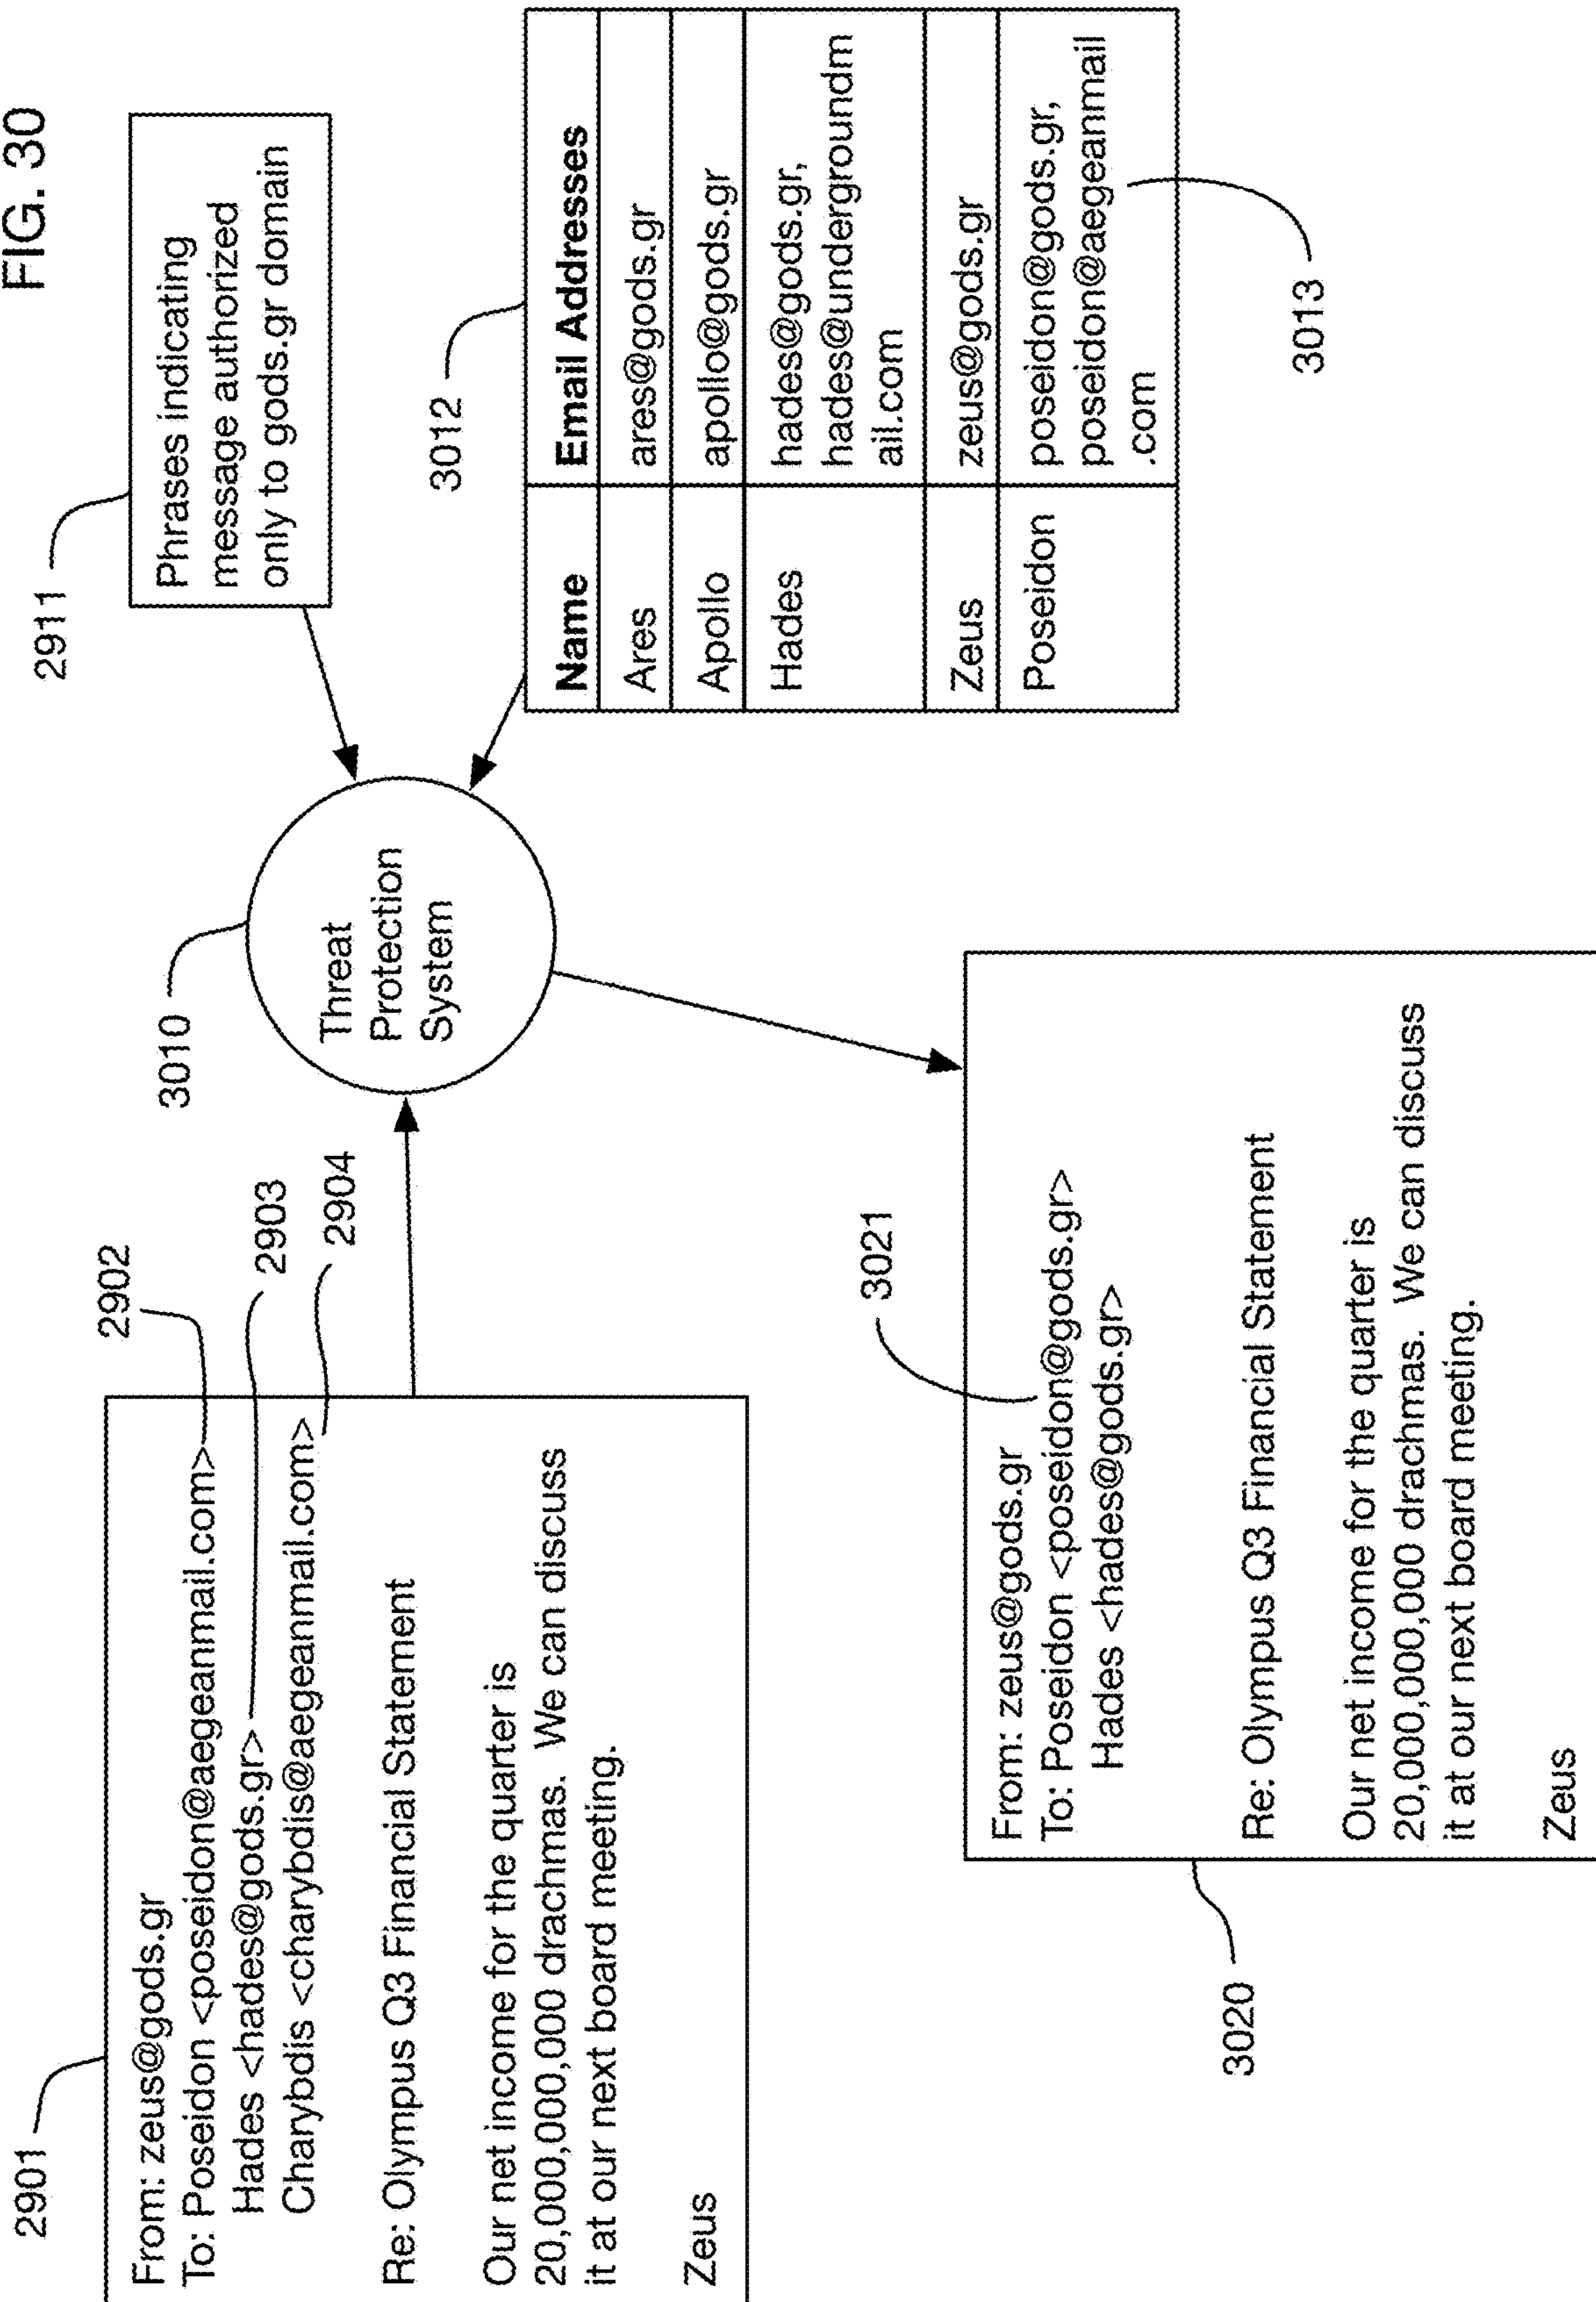 FIG. 30
2901
From: zeus@gods.gr
To: Poseidon <poseidon@aegeanmail.com>
Hades <hades@gods.gr>
Charybdis <charybdis@aegeanmail.com>
Re: Olympus Q3 Financial Statement
Our net income for the quarter is
20,000,000,000 drachmas. We can discuss
it at our next board meeting.
Zeus
2902
2903
2904
3010
Threat
Protection
System
2911
Phrases indicating
message authorized
only to gods.gr domain
3012
Name Email Addresses
Ares ares@gods.gr
Apollo apollo@gods.gr
Hades hades@gods.gr,
hades@undergroundm
ail.com
Zeus zeus@gods.gr
Poseidon poseidon@gods.gr,
poseidon@aegeanmail
.com
3013
3020
3021
From: zeus@gods.gr
To: Poseidon <poseidon@gods.gr>
Hades <hades@gods.gr>
Re: Olympus Q3 Financial Statement
Our net income for the quarter is
20,000,000,000 drachmas. We can discuss
it at our next board meeting.
Zeus